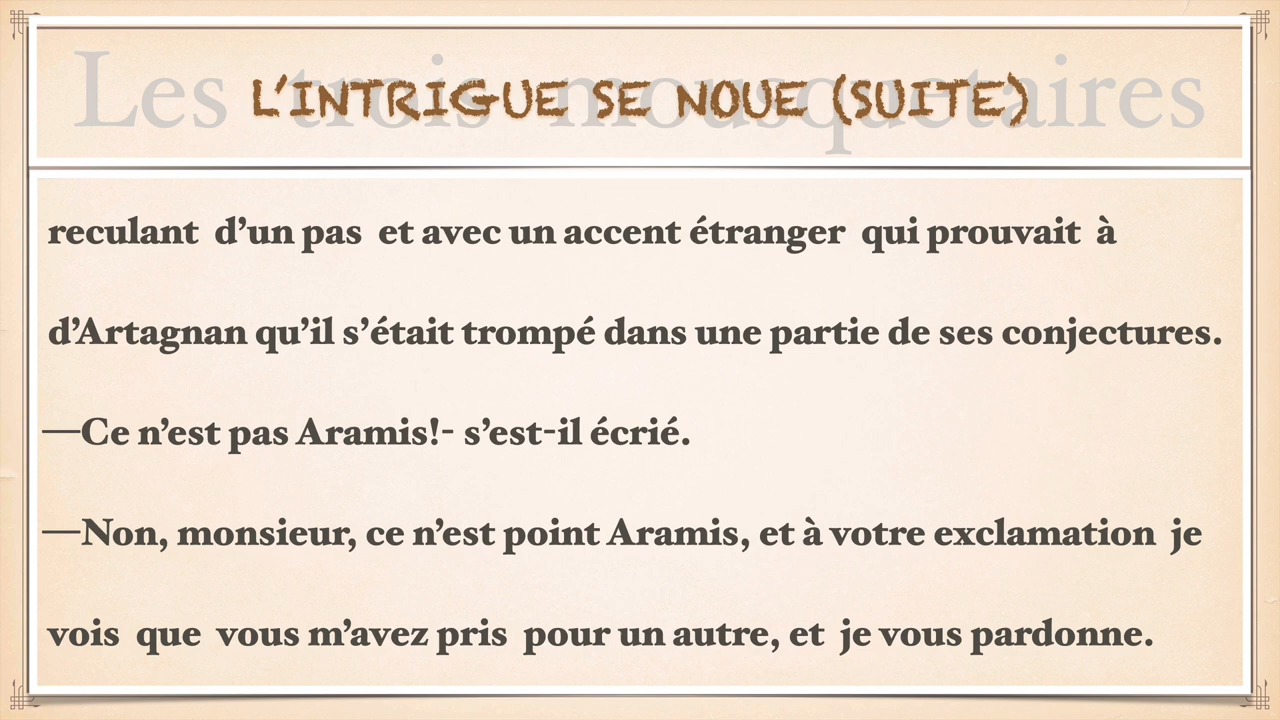 Les trois mousquetaires
L'INTRIGUE SE NOUE (SUITE)
reculant d'un pas et avec un accent étranger qui prouvait à
d'Artagnan qu'il s'était trompé dans une partie de ses conjectures.
—Ce n'est pas Aramis!- s'est-il écrié.
—Non, monsieur, ce n'est point Aramis, et à votre exclamation je
vois que vous m'avez pris pour un autre, et je vous pardonne.